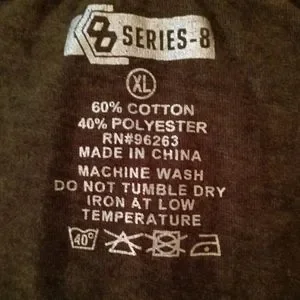 SERIES-8
XL
60% COTTON
40% POLYESTER
RN#96263
MADE IN CHINA
MACHINE WASH
DO NOT TUMBLE DRY
IRON AT LOW
TEMPERATURE
40°